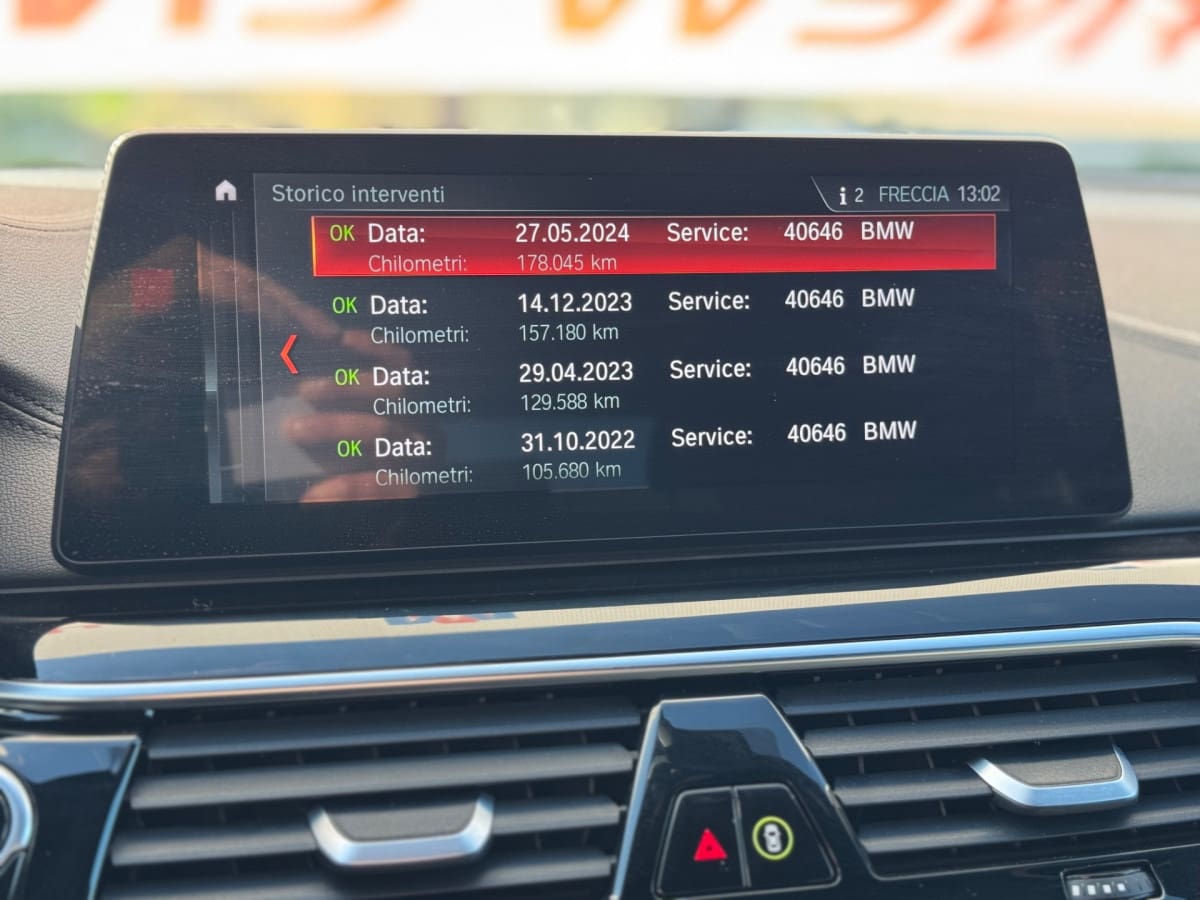 Storico interventi
i 2 FRECCIA 13:02
OK Data: 27.05.2024 Service: 40646 BMW
Chilometri: 178.045 km
OK Data: 14.12.2023 Service: 40646 BMW
Chilometri: 157.180 km
OK Data: 29.04.2023 Service: 40646 BMW
Chilometri: 129.588 km
OK Data: 31.10.2022 Service: 40646 BMW
Chilometri: 105.680 km